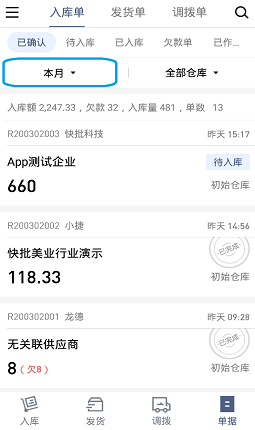 入库单 发货单 调拨单
已确认 待入库 已入库 欠款单 已作...
本月 全部仓库
入库额 2,247.33，欠款 32，入库量 481，单数 13
R200302003 快批科技 昨天 15:17
App测试企业 待入库
660 初始仓库
R200302002 小捷 昨天 14:56
快批美业行业演示 已完成
118.33 初始仓库
R200302001 龙德 昨天 09:28
无关联供应商 已完成
8（欠8） 初始仓库
入库 发货 调拨 单据